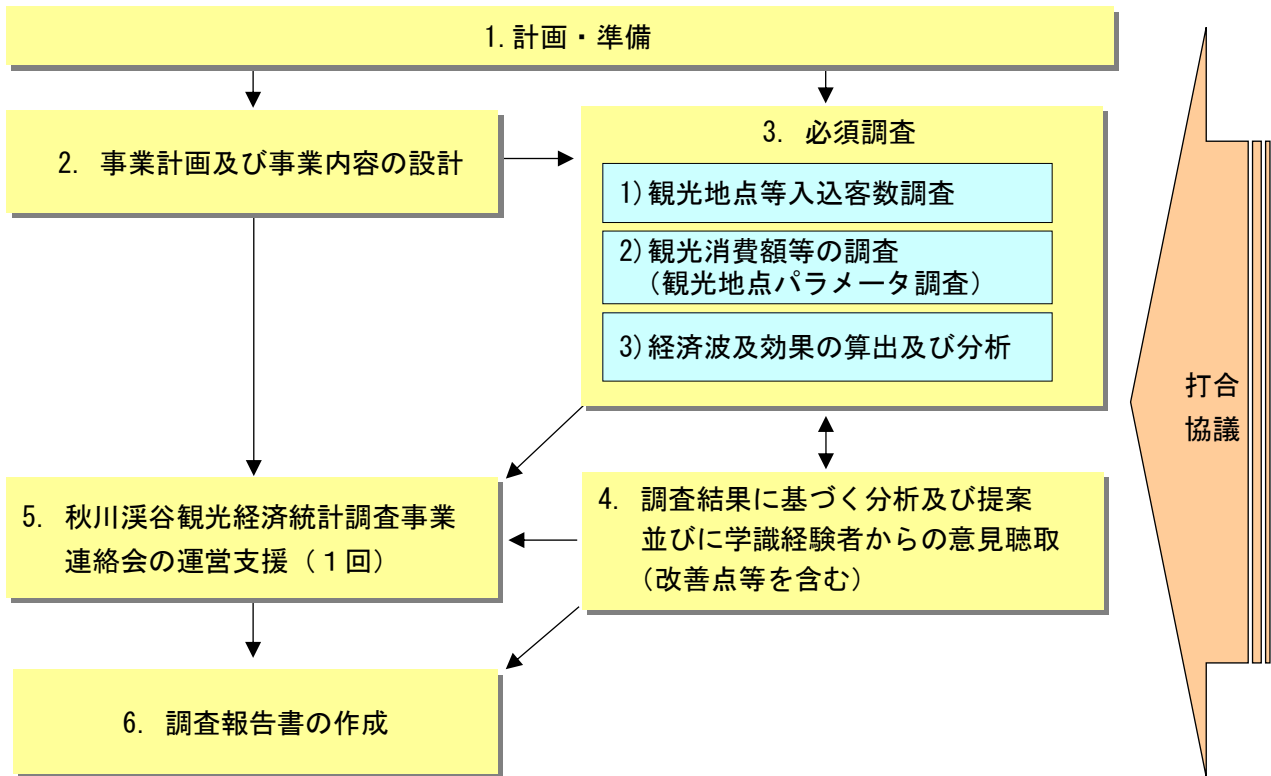 1.計画・準備
2. 事業計画及び事業内容の設計
3. 必須調査
1)観光地点等入込客数調査
2)観光消費額等の調査
(観光地点パラメータ調査)
3)経済波及効果の算出及び分析
4. 調査結果に基づく分析及び提案
並びに学識経験者からの意見聴取
(改善点等を含む)
5. 秋川渓谷観光経済統計調査事業
連絡会の運営支援(1回)
6. 調査報告書の作成
打合
協議